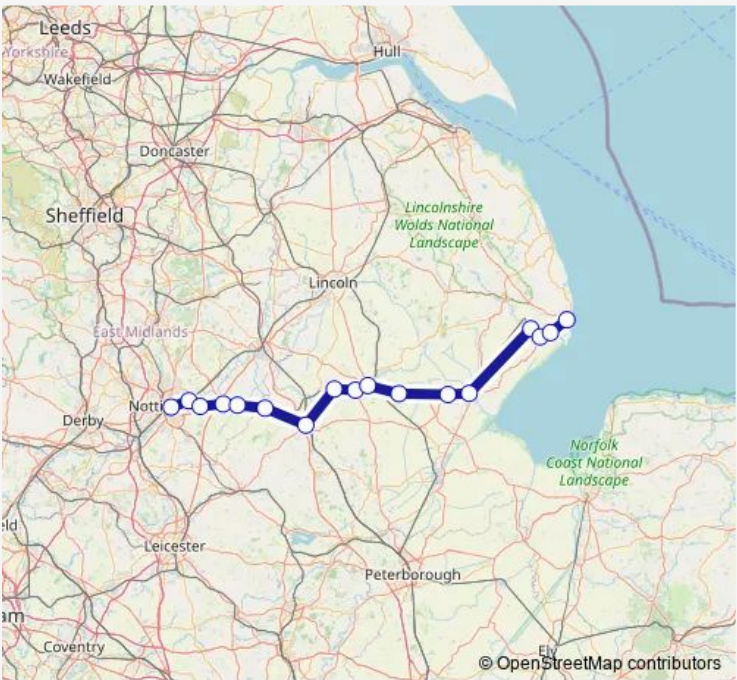 Leeds
Yorkshire
Hull
Wakefield
Doncaster
Sheffield
Lincolnshire
Wolds National
Landscape
Lincoln
East Midlands
Notti
Derby
Norfolk
Coast National
Landscape
eld
Leicester
Peterborough
am
Coventry
Ely
© OpenStreetMap contributors